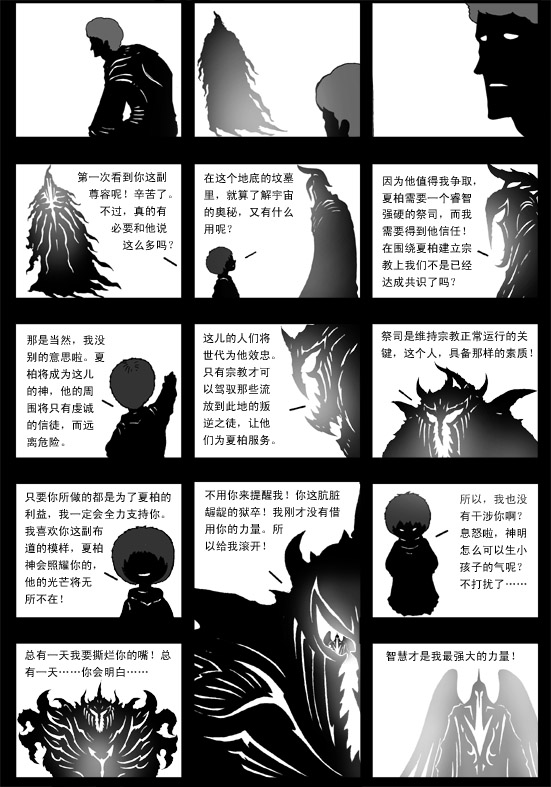 第一次看到你这副
尊容呢！辛苦了。
不过，真的有
必要和他说
这么多吗？
在这个地底的坟墓
里，就算了解宇宙
的奥秘，又有什么
用呢？
因为他值得我争取，
夏柏需要一个睿智
强硬的祭司，而我
需要得到他信任！
在围绕夏柏建立宗
教上我们不是已经
达成共识了吗？
那是当然，我没
别的意思啦。夏
柏将成为这儿
的神，他的周
围将只有虔诚
的信徒，而远
离危险。
这儿的人们将
世代为他效忠。
只有宗教才可
以驾驭那些流
放到此地的叛
逆之徒，让他
们为夏柏服务。
祭司是维持宗教正常运行的关
键，这个人，具备那样的素质！
只要你所做的都是为了夏柏的
利益，我一定会全力支持你。
我喜欢你这副布
道的模样，夏柏
神会照耀你的，
他的光芒将无
所不在！
不用你来提醒我！你这肮脏
龌龊的狱卒！我刚才没有借
用你的力量。所
以给我滚开！
所以，我也没
有干涉你啊？
息怒啦，神明
怎么可以生小
孩子的气呢？
不打扰了……
总有一天我要撕烂你的嘴！总
有一天……你会明白……
智慧才是我最强大的力量！